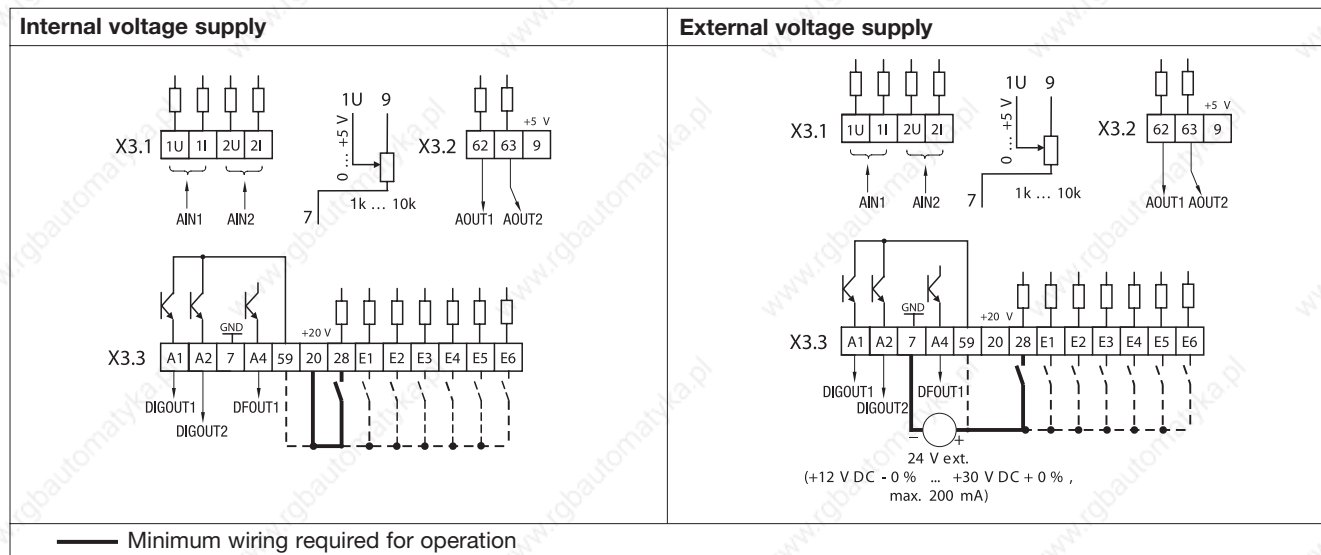 Internal voltage supply
1U 9
0 ... +5 V
+5 V
X3.1 1U 1I 2U 2I
X3.2 62 63 9
7
1k ... 10k
AIN1 AIN2
AOUT1 AOUT2
GND
+20 V
X3.3 A1 A2 7 A4 59 20 28 E1 E2 E3 E4 E5 E6
DIGOUT1
DFOUT1
DIGOUT2
External voltage supply
1U 9
0 ... +5 V
+5 V
X3.1 1U 1I 2U 2I
X3.2 62 63 9
7
1k ... 10k
AIN1 AIN2
AOUT1 AOUT2
GND
+20 V
X3.3 A1 A2 7 A4 59 20 28 E1 E2 E3 E4 E5 E6
DIGOUT1
DFOUT1
DIGOUT2
– +
24 V ext.
(+12 V DC - 0 % ... +30 V DC + 0 % ,
max. 200 mA)
Minimum wiring required for operation
www.rgbautomatyka.pl